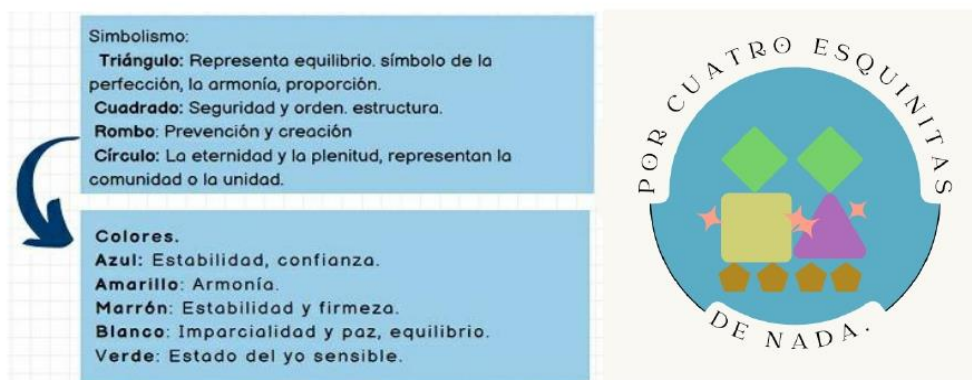 Simbolismo:
Triángulo: Representa equilibrio. símbolo de la
perfección, la armonía, proporción.
Cuadrado: Seguridad y orden. estructura.
Rombo: Prevención y creación
Círculo: La eternidad y la plenitud, representan la
comunidad o la unidad.
Colores.
Azul: Estabilidad, confianza.
Amarillo: Armonía.
Marrón: Estabilidad y firmeza.
Blanco: Imparcialidad y paz, equilibrio.
Verde: Estado del yo sensible.
POR CUATRO ESQUINITAS
DE NADA.